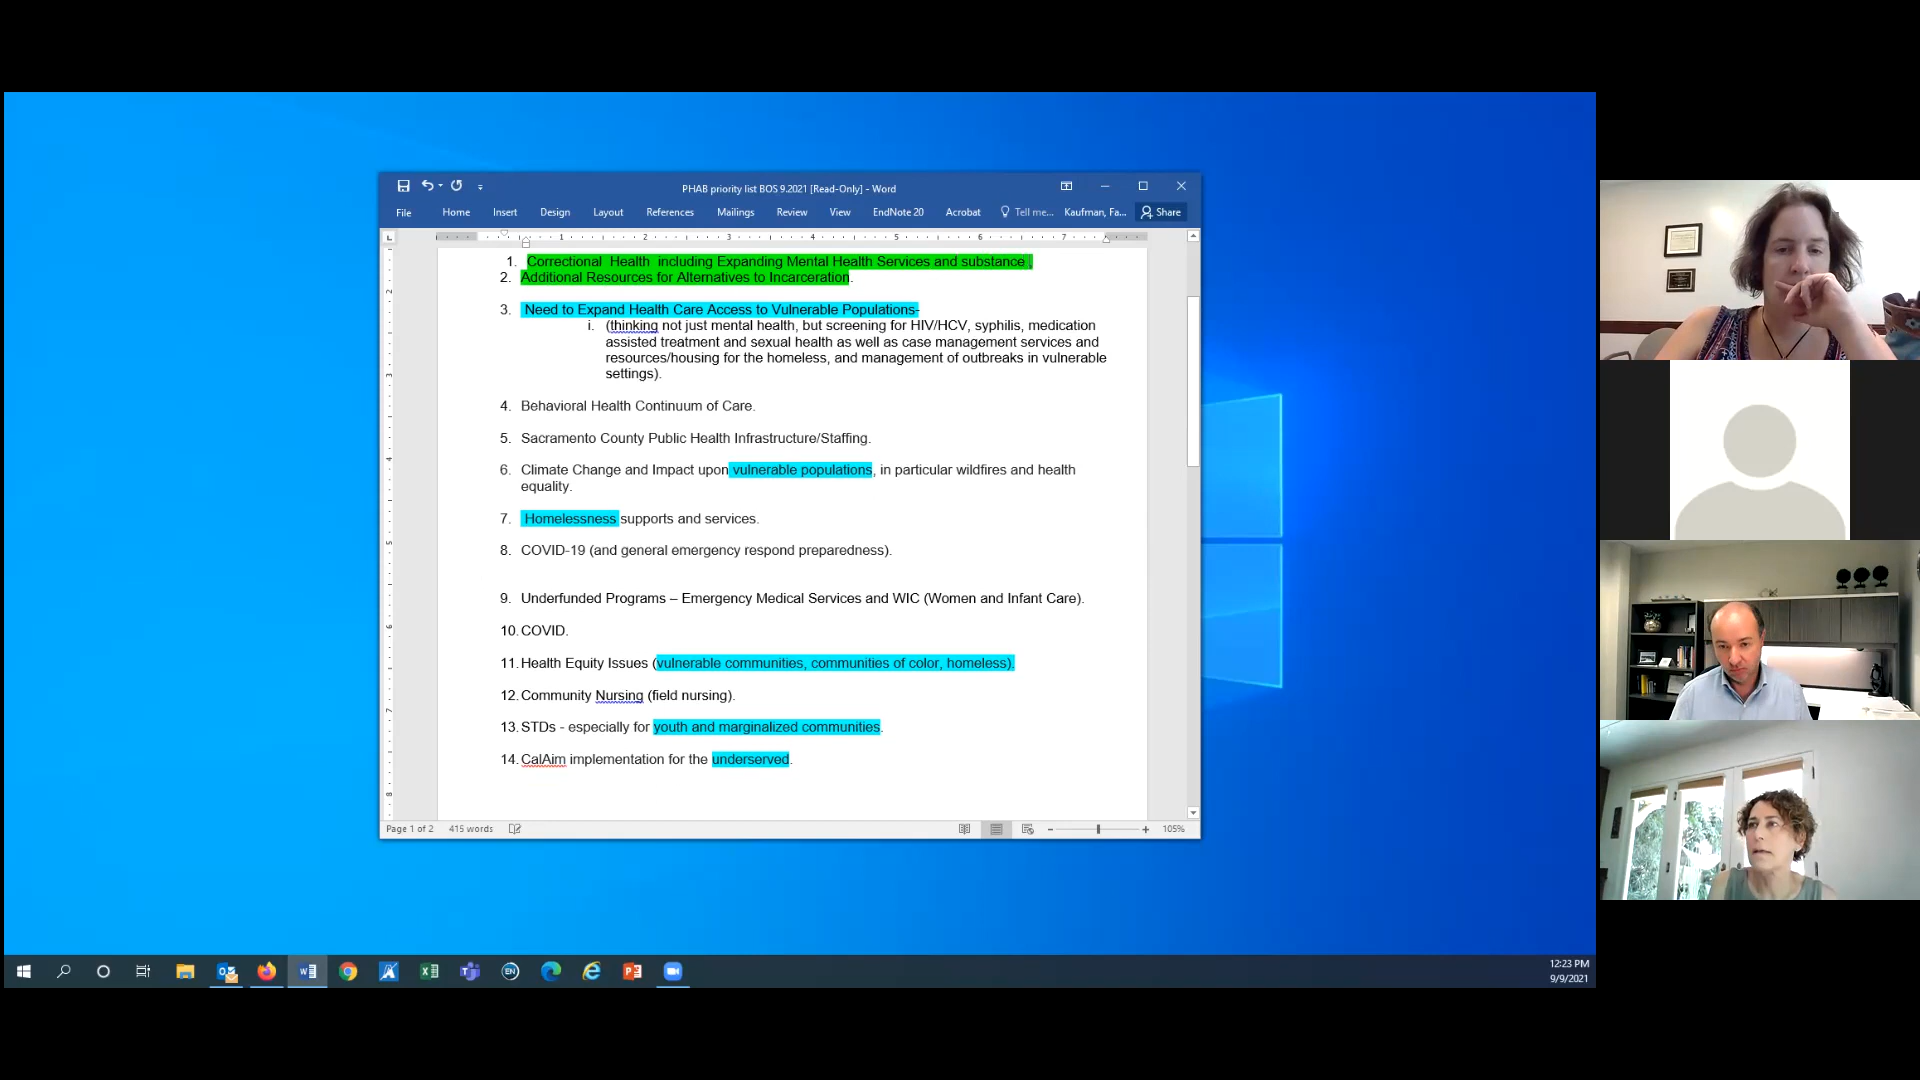 PHAB priority list BOS 9.2021 [Read-Only] - Word
File Home Insert Design Layout References Mailings Review View EndNote 20 Acrobat Tell me... Kaufman, Fa... Share
1 2 3 4 5 6 7
1. Correctional Health including Expanding Mental Health Services and substance ,
2. Additional Resources for Alternatives to Incarceration.
3. Need to Expand Health Care Access to Vulnerable Populations-
i. (thinking not just mental health, but screening for HIV/HCV, syphilis, medication
assisted treatment and sexual health as well as case management services and
resources/housing for the homeless, and management of outbreaks in vulnerable
settings).
4. Behavioral Health Continuum of Care.
5. Sacramento County Public Health Infrastructure/Staffing.
6. Climate Change and Impact upon vulnerable populations, in particular wildfires and health
equality.
7. Homelessness supports and services.
8. COVID-19 (and general emergency respond preparedness).
9. Underfunded Programs – Emergency Medical Services and WIC (Women and Infant Care).
10. COVID.
11. Health Equity Issues (vulnerable communities, communities of color, homeless).
12. Community Nursing (field nursing).
13. STDs - especially for youth and marginalized communities.
14. CalAim implementation for the underserved.
Page 1 of 2 415 words 105%
12:23 PM
9/9/2021